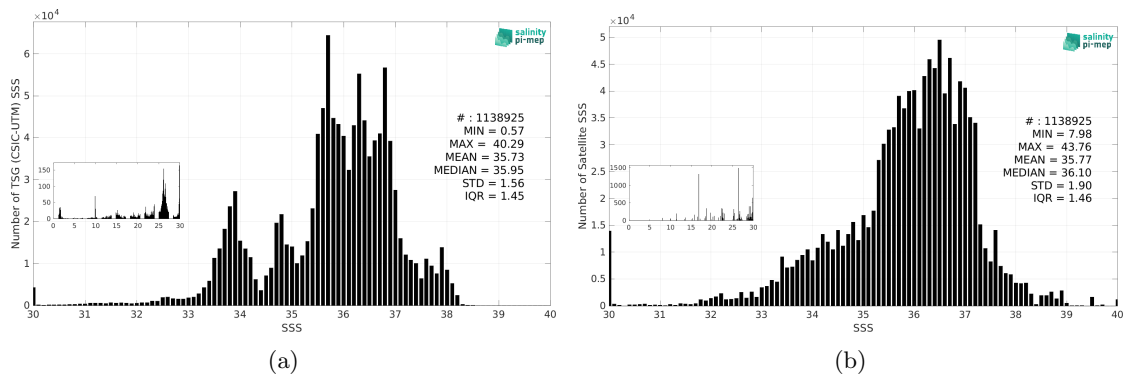 ×10⁴
salinity
pi-mep
7
6
5
4
3
2
1
0
Number of TSG (CSIC-UTM) SSS
# : 1138925
MIN = 0.57
MAX = 40.29
MEAN = 35.73
MEDIAN = 35.95
STD = 1.56
IQR = 1.45
150
100
50
0
0 5 10 15 20 25 30
30 31 32 33 34 35 36 37 38 39 40
SSS
(a)
×10⁴
salinity
pi-mep
5
4.5
4
3.5
3
2.5
2
1.5
1
0.5
0
Number of Satellite SSS
# : 1138925
MIN = 7.98
MAX = 43.76
MEAN = 35.77
MEDIAN = 36.10
STD = 1.90
IQR = 1.46
1500
1000
500
0
0 5 10 15 20 25 30
30 31 32 33 34 35 36 37 38 39 40
SSS
(b)